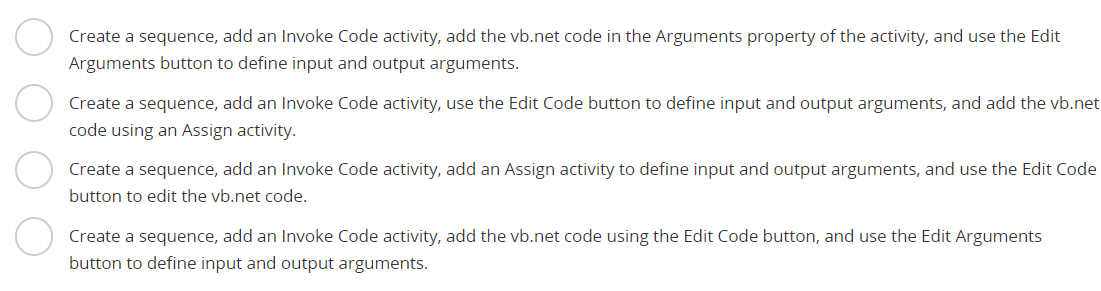 Create a sequence, add an Invoke Code activity, add the vb.net code in the Arguments property of the activity, and use the Edit
Arguments button to define input and output arguments.
Create a sequence, add an Invoke Code activity, use the Edit Code button to define input and output arguments, and add the vb.net
code using an Assign activity.
Create a sequence, add an Invoke Code activity, add an Assign activity to define input and output arguments, and use the Edit Code
button to edit the vb.net code.
Create a sequence, add an Invoke Code activity, add the vb.net code using the Edit Code button, and use the Edit Arguments
button to define input and output arguments.